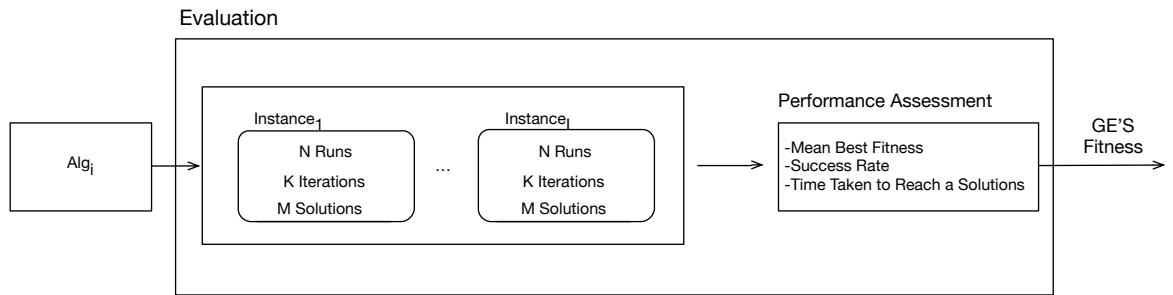 Evaluation
Alg_i
Instance_1
N Runs
K Iterations
M Solutions
...
Instance_I
N Runs
K Iterations
M Solutions
Performance Assessment
-Mean Best Fitness
-Success Rate
-Time Taken to Reach a Solutions
GE'S
Fitness